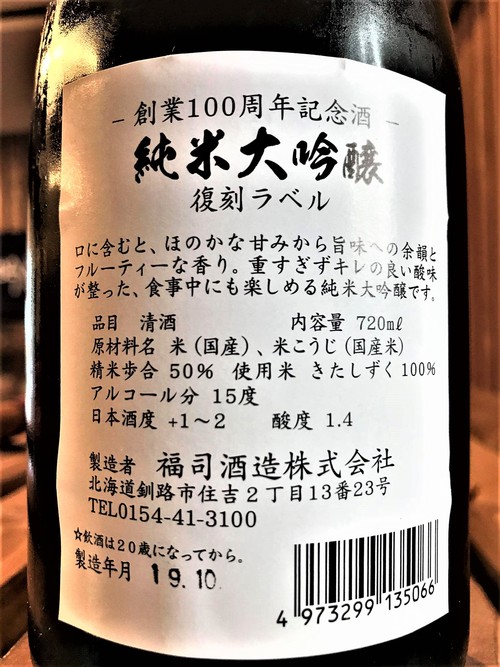 －創業100周年記念酒－
純米大吟醸
復刻ラベル
口に含むと、ほのかな甘みから旨味への余韻と
フルーティーな香り。重すぎずキレの良い酸味
が整った、食事中にも楽しめる純米大吟醸です。
品目 清酒 内容量 720mℓ
原材料名 米(国産)、米こうじ(国産米)
精米歩合 50% 使用米 きたしずく100%
アルコール分 15度
日本酒度 +1～2 酸度 1.4
製造者 福司酒造株式会社
北海道釧路市住吉2丁目13番23号
TEL0154-41-3100
☆飲酒は20歳になってから。
製造年月 19.10.
4 973299 135066